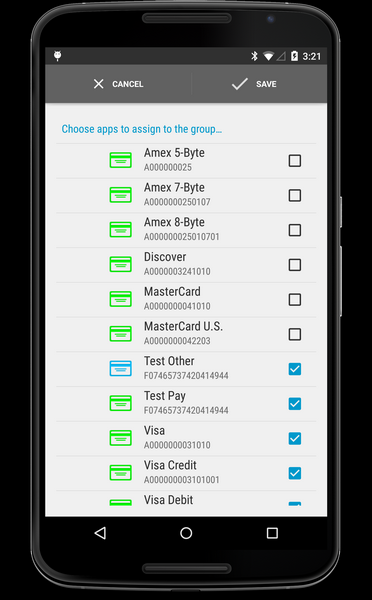 3:21
CANCEL SAVE
Choose apps to assign to the group...
Amex 5-Byte
A000000025
Amex 7-Byte
A000000250107
Amex 8-Byte
A000000025010701
Discover
A0000003241010
MasterCard
A0000000041010
MasterCard U.S.
A0000000042203
Test Other
F07465737420414944
Test Pay
F07465737420414944
Visa
A0000000031010
Visa Credit
A000000003101001
Visa Debit